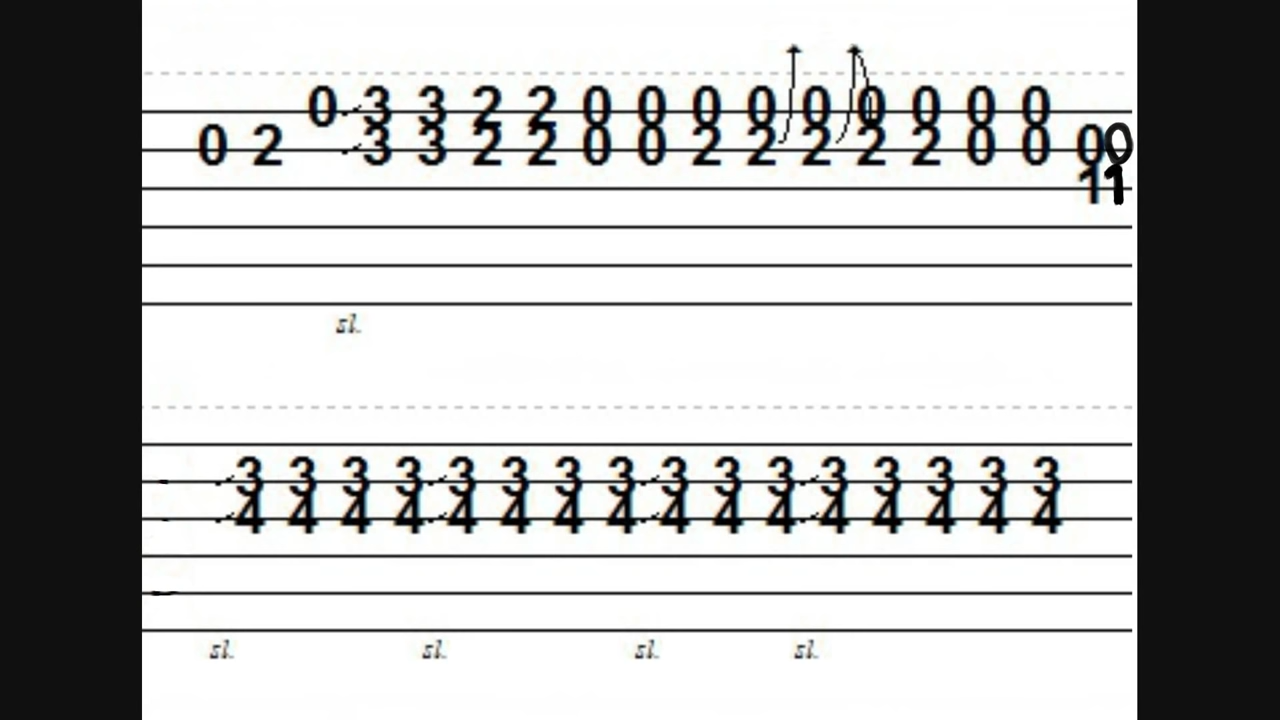 0 3 3 2 2 0 0 0 0 0 0 0 0 0
0 2 3 3 2 2 0 0 2 2 2 2 2 0 0 0 0
1 1
sl.
3 3 3 3 3 3 3 3 3 3 3 3 3 3 3 3
4 4 4 4 4 4 4 4 4 4 4 4 4 4 4 4
sl. sl. sl. sl.